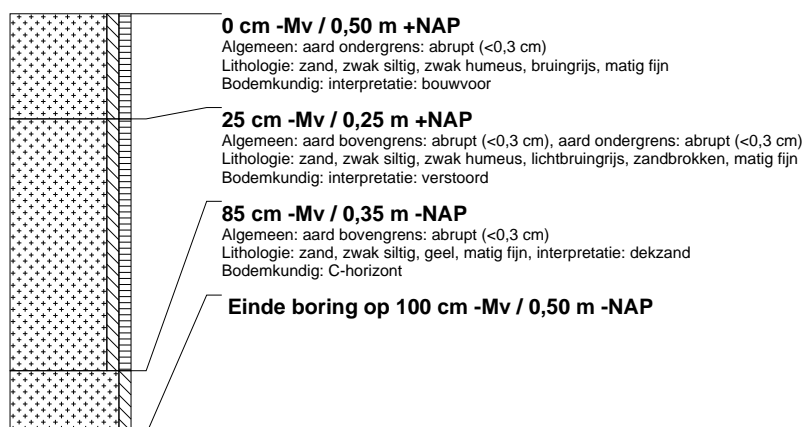 0 cm -Mv / 0,50 m +NAP
Algemeen: aard ondergrens: abrupt (<0,3 cm)
Lithologie: zand, zwak siltig, zwak humeus, bruingrijs, matig fijn
Bodemkundig: interpretatie: bouwvoor
25 cm -Mv / 0,25 m +NAP
Algemeen: aard bovengrens: abrupt (<0,3 cm), aard ondergrens: abrupt (<0,3 cm)
Lithologie: zand, zwak siltig, zwak humeus, lichtbruingrijs, zandbrokken, matig fijn
Bodemkundig: interpretatie: verstoord
85 cm -Mv / 0,35 m -NAP
Algemeen: aard bovengrens: abrupt (<0,3 cm)
Lithologie: zand, zwak siltig, geel, matig fijn, interpretatie: dekzand
Bodemkundig: C-horizont
Einde boring op 100 cm -Mv / 0,50 m -NAP